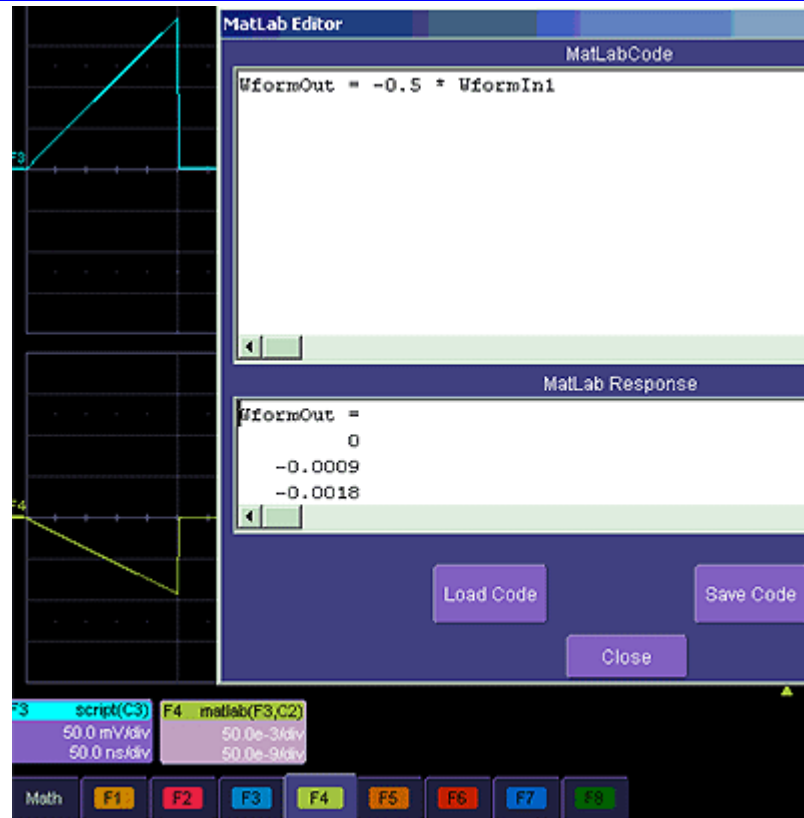 MatLab Editor
MatLabCode
WformOut = -0.5 * WformIn1
F3
MatLab Response
WformOut =
0
-0.0009
-0.0018
F4
Load Code
Save Code
Close
F3 script(C3)
50.0 mV/div
50.0 ns/div
F4 matlab(F3,C2)
50.0e-3/div
50.0e-9/div
Math F1 F2 F3 F4 F5 F6 F7 F8